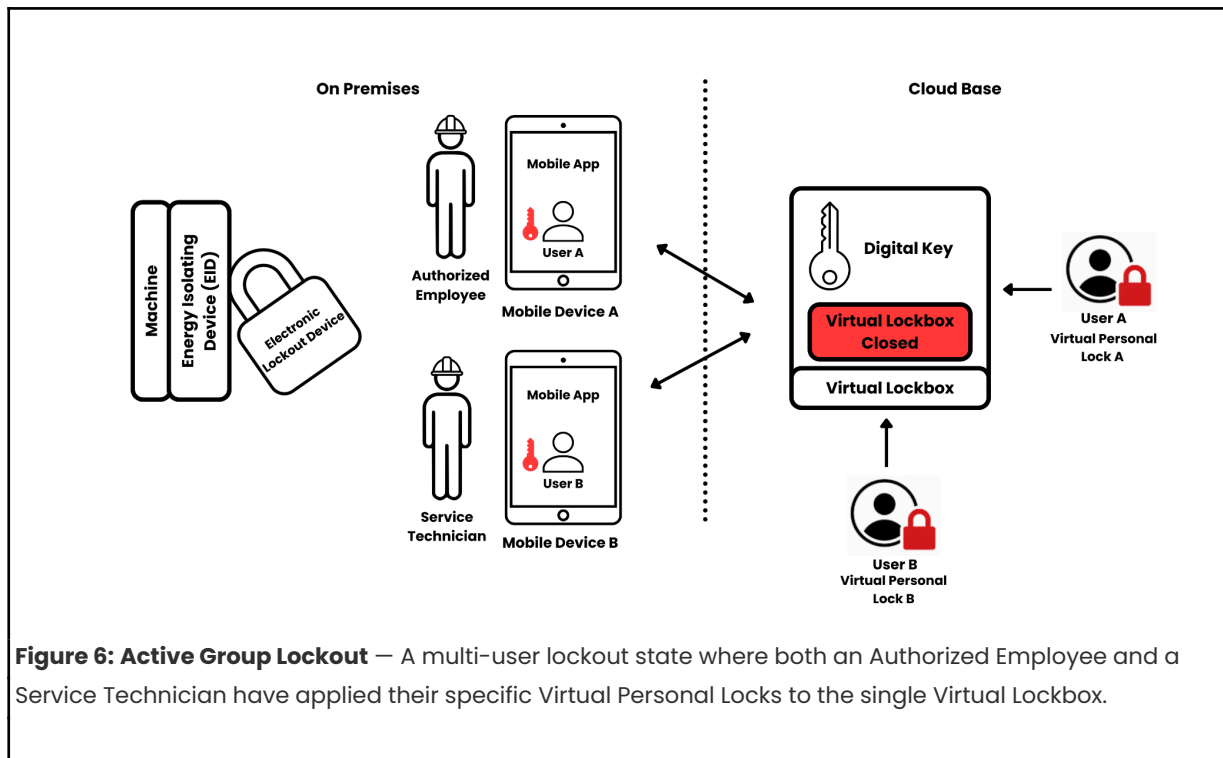 On Premises
Cloud Base
Machine
Energy Isolating
Device (EID)
Electronic
Lockout Device
Authorized
Employee
Mobile App
User A
Mobile Device A
Service
Technician
Mobile App
User B
Mobile Device B
Digital Key
Virtual Lockbox
Closed
Virtual Lockbox
User A
Virtual Personal
Lock A
User B
Virtual Personal
Lock B
Figure 6: Active Group Lockout — A multi-user lockout state where both an Authorized Employee and a
Service Technician have applied their specific Virtual Personal Locks to the single Virtual Lockbox.